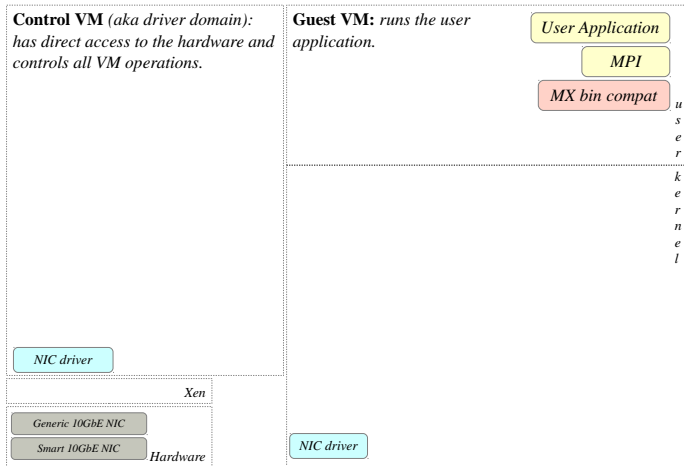 Control VM (aka driver domain):
has direct access to the hardware and
controls all VM operations.
Guest VM: runs the user
application.
User Application
MPI
MX bin compat
user
kernel
NIC driver
Xen
Generic 10GbE NIC
Smart 10GbE NIC
Hardware
NIC driver